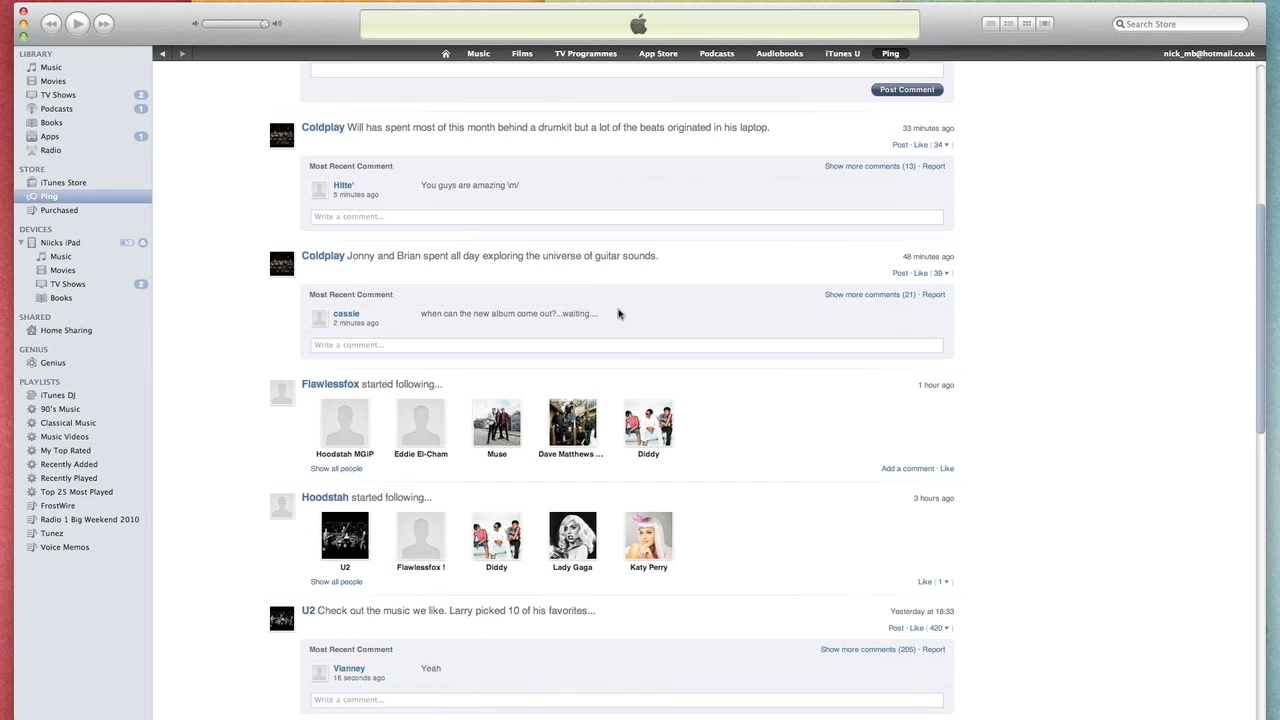 Search Store
Music
Films
TV Programmes
App Store
Podcasts
Audiobooks
iTunes U
Ping
nick_mb@hotmail.co.uk
LIBRARY
Music
Movies
TV Shows 2
Podcasts 1
Books
Apps 1
Radio
STORE
iTunes Store
Ping
Purchased
DEVICES
Niicks iPad
Music
Movies
TV Shows 2
Books
SHARED
Home Sharing
GENIUS
Genius
PLAYLISTS
iTunes DJ
90's Music
Classical Music
Music Videos
My Top Rated
Recently Added
Recently Played
Top 25 Most Played
FrostWire
Radio 1 Big Weekend 2010
Tunez
Voice Memos
Post Comment
Coldplay Will has spent most of this month behind a drumkit but a lot of the beats originated in his laptop.
33 minutes ago
Post · Like ( 34 ▾ )
Most Recent Comment
Show more comments (13) · Report
Hitte'
You guys are amazing \m/
5 minutes ago
Write a comment...
Coldplay Jonny and Brian spent all day exploring the universe of guitar sounds.
48 minutes ago
Post · Like ( 39 ▾ )
Most Recent Comment
Show more comments (21) · Report
cassie
when can the new album come out?...waiting....
2 minutes ago
Write a comment...
Flawlessfox started following...
1 hour ago
Hoodstah MGiP
Eddie El-Cham
Muse
Dave Matthews ...
Diddy
Show all people
Add a comment · Like
Hoodstah started following...
3 hours ago
U2
Flawlessfox !
Diddy
Lady Gaga
Katy Perry
Show all people
Like ( 1 ▾ )
U2 Check out the music we like. Larry picked 10 of his favorites...
Yesterday at 18:33
Post · Like ( 420 ▾ )
Most Recent Comment
Show more comments (205) · Report
Vianney
Yeah
16 seconds ago
Write a comment...